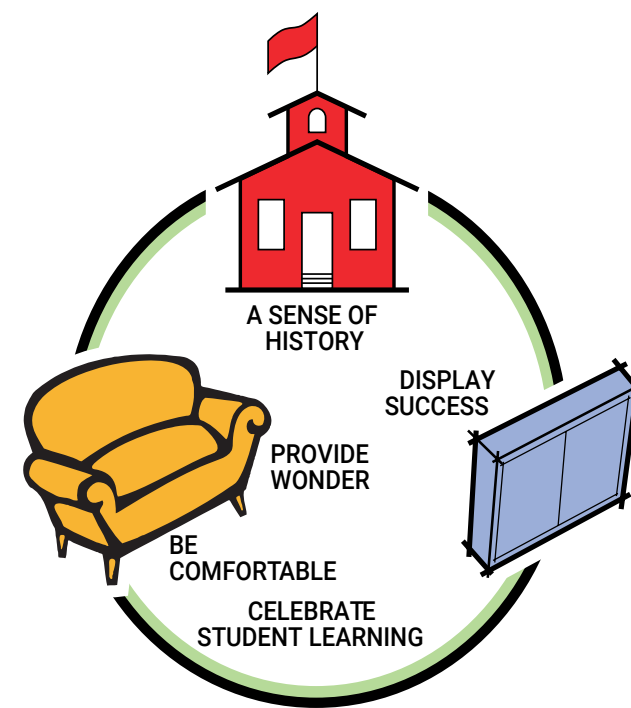 A SENSE OF
HISTORY
DISPLAY
SUCCESS
PROVIDE
WONDER
BE
COMFORTABLE
CELEBRATE
STUDENT LEARNING